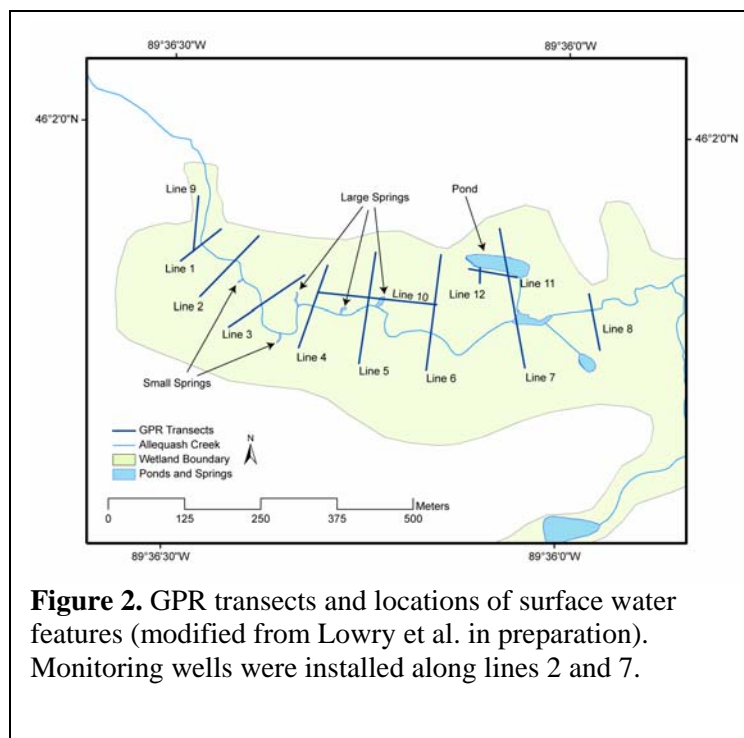 89°36'30"W
89°36'0"W
46°2'0"N
46°2'0"N
Line 9
Large Springs
Pond
Line 1
Line 2
Line 10
Line 11
Line 12
Line 3
Line 8
Line 4
Line 5
Line 6
Line 7
Small Springs
GPR Transects
Allequash Creek
Wetland Boundary
Ponds and Springs
N
Meters
0 125 250 375 500
89°36'30"W
89°36'0"W
Figure 2. GPR transects and locations of surface water
features (modified from Lowry et al. in preparation).
Monitoring wells were installed along lines 2 and 7.